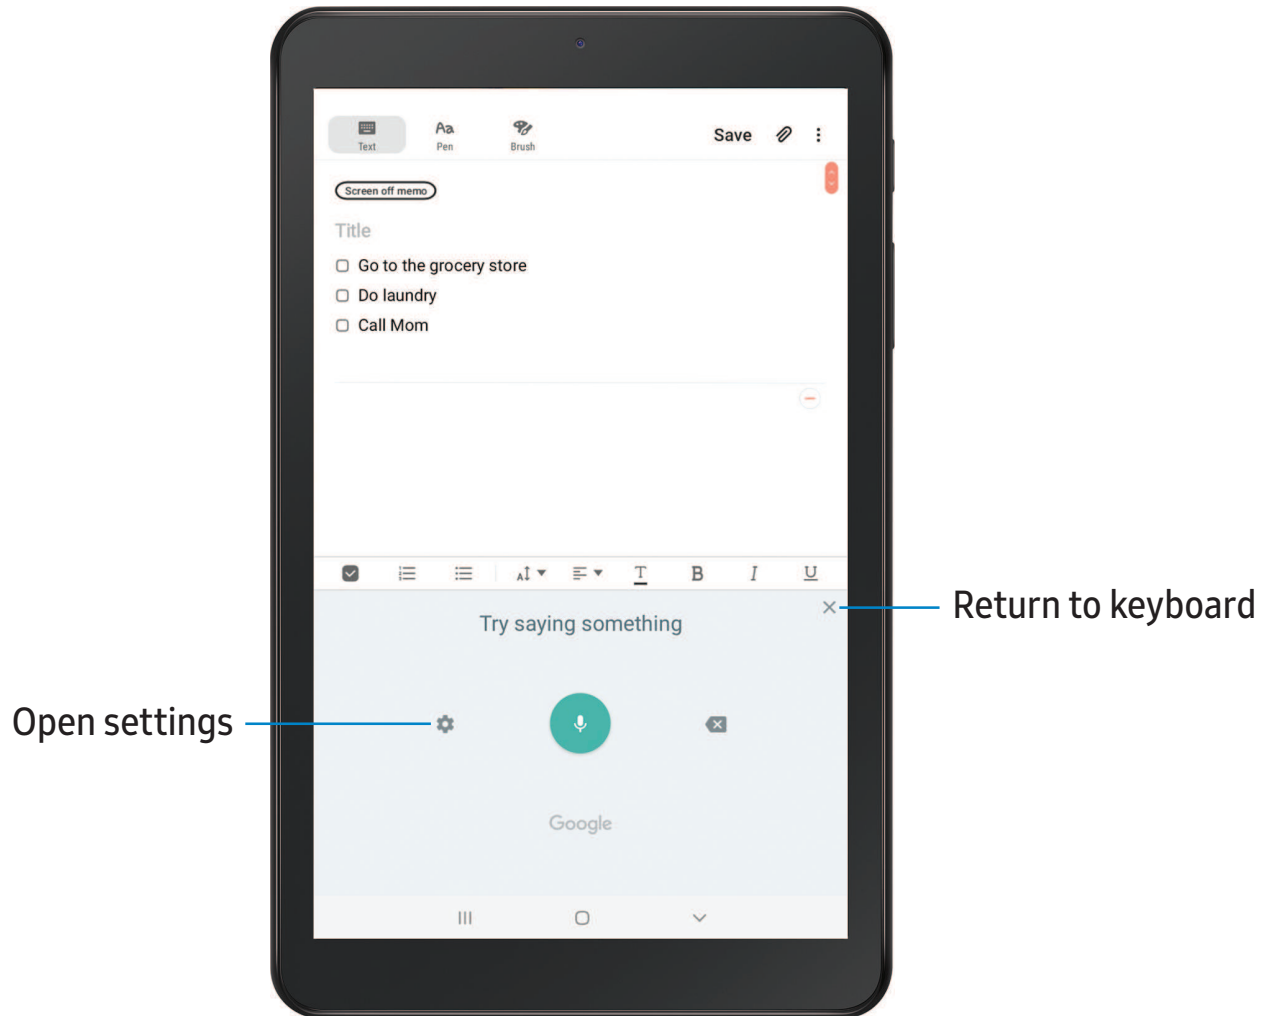 Text
Aa
Pen
Brush
Save
Screen off memo
Title
Go to the grocery store
Do laundry
Call Mom
A
T
B
I
U
Try saying something
Return to keyboard
Open settings
Google